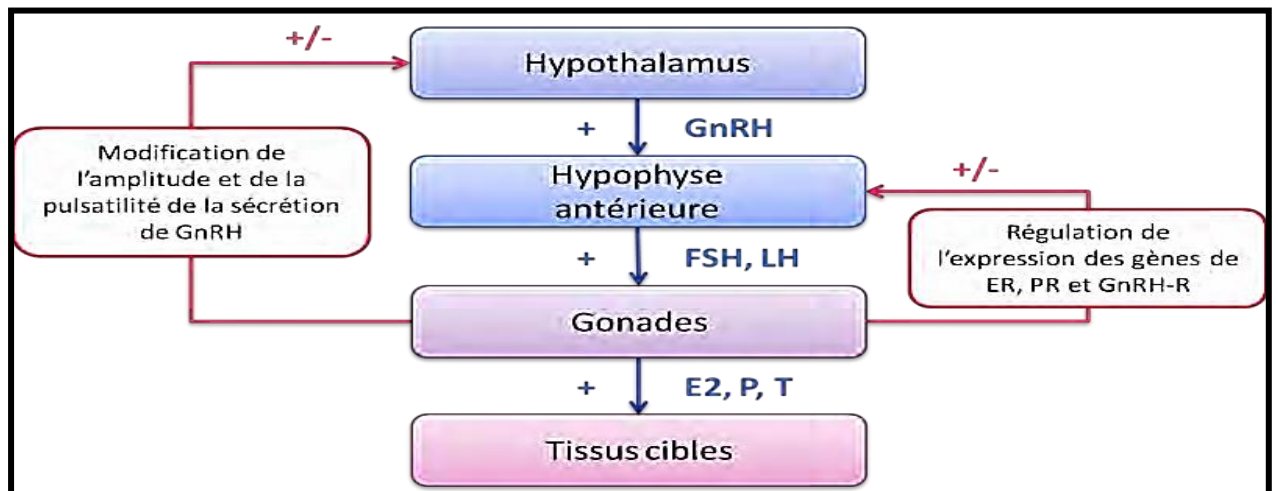 +/-
Hypothalamus
+ GnRH
Modification de
l'amplitude et de la
pulsatilité de la sécrétion
de GnRH
Hypophyse
antérieure
+/-
+ FSH, LH
Régulation de
l'expression des gènes de
ER, PR et GnRH-R
Gonades
+ E2, P, T
Tissus cibles